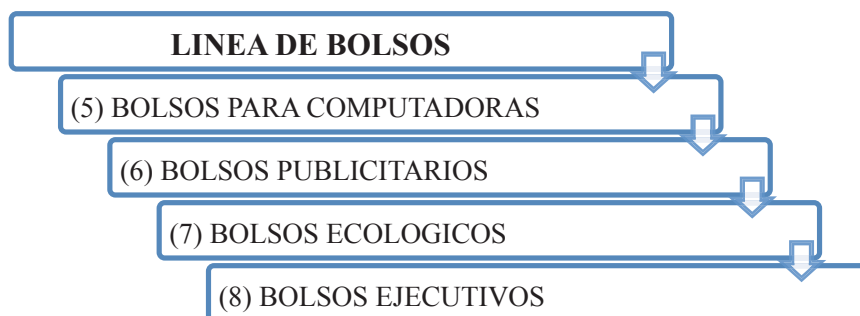 LINEA DE BOLSOS
(5) BOLSOS PARA COMPUTADORAS
(6) BOLSOS PUBLICITARIOS
(7) BOLSOS ECOLOGICOS
(8) BOLSOS EJECUTIVOS